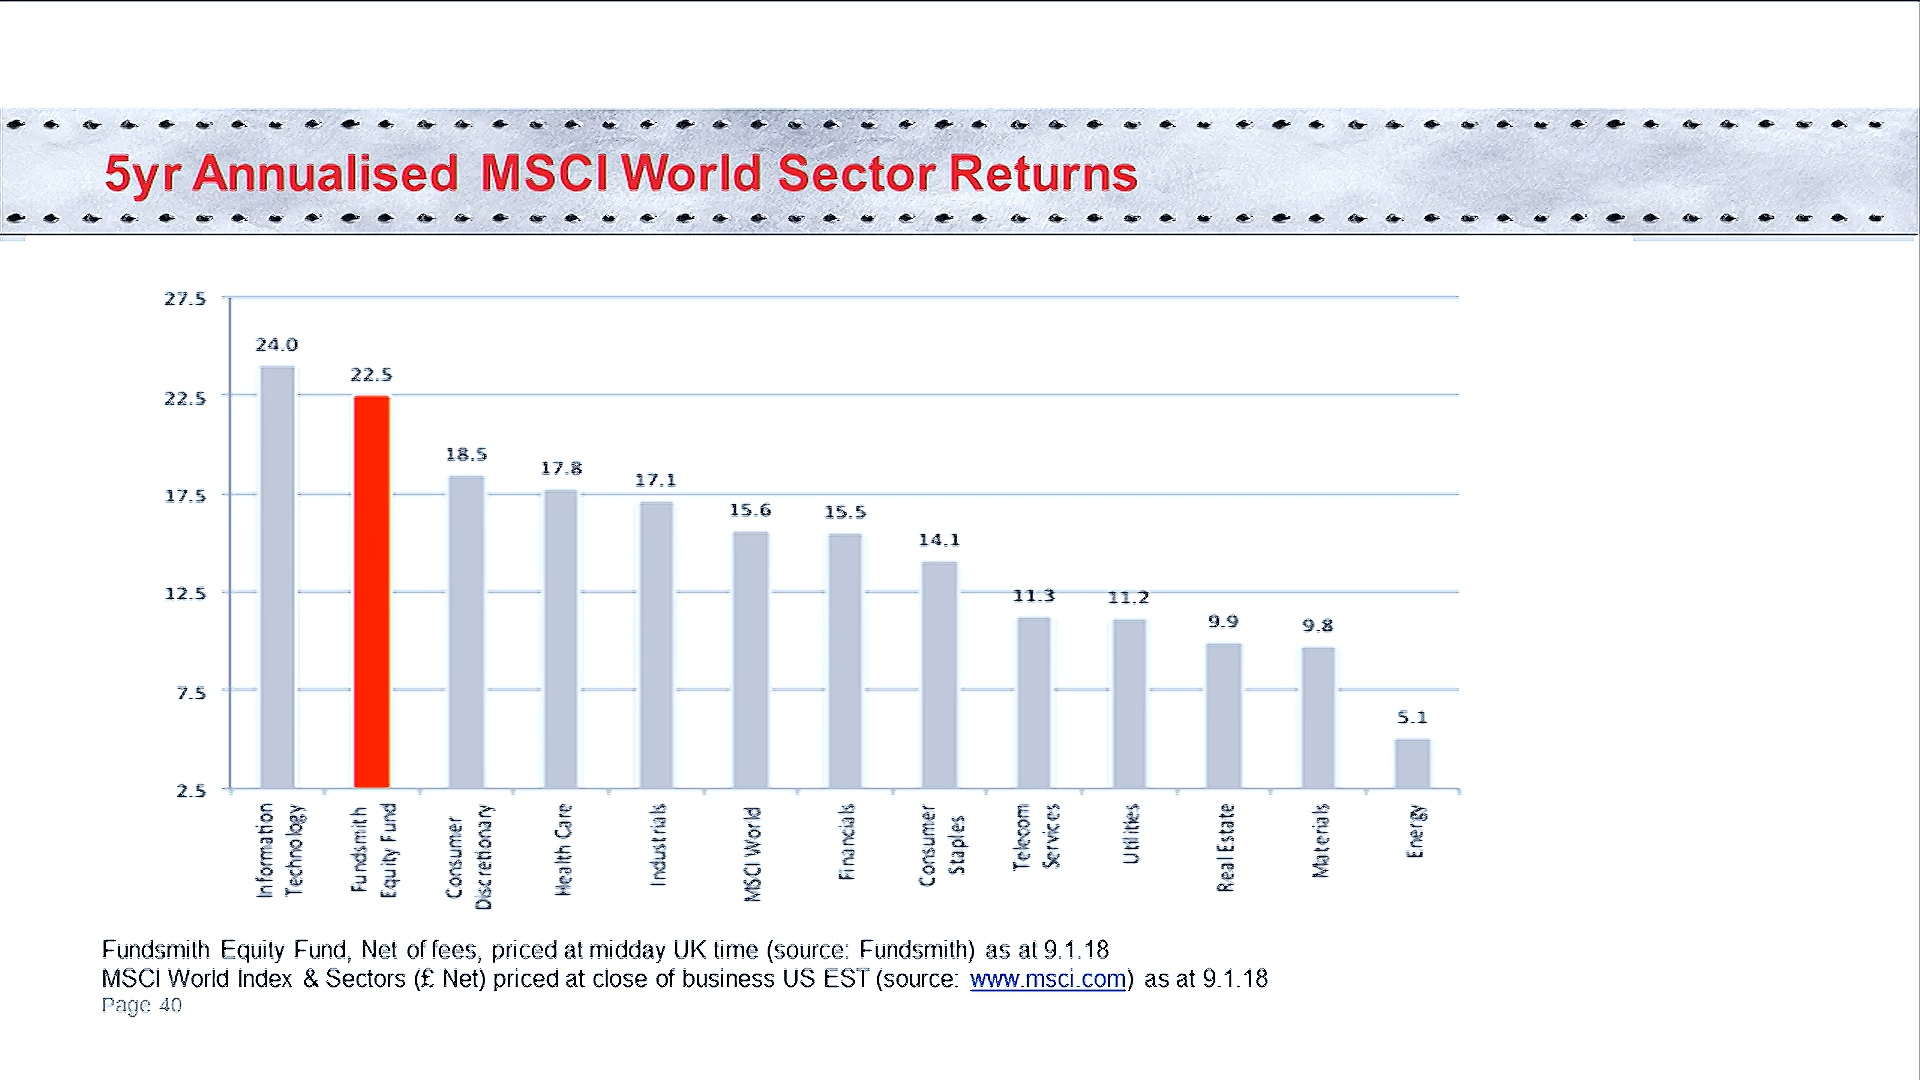 5yr Annualised MSCI World Sector Returns
27.5
22.5
17.5
12.5
7.5
2.5
24.0
22.5
18.5
17.8
17.1
15.6
15.5
14.1
11.3
11.2
9.9
9.8
5.1
Information
Technology
Fundsmith
Equity Fund
Consumer
Discretionary
Health Care
Industrials
MSCI World
Financials
Consumer
Staples
Telecom
Services
Utilities
Real Estate
Materials
Energy
Fundsmith Equity Fund, Net of fees, priced at midday UK time (source: Fundsmith) as at 9.1.18
MSCI World Index & Sectors (£ Net) priced at close of business US EST (source: www.msci.com) as at 9.1.18
Page 40